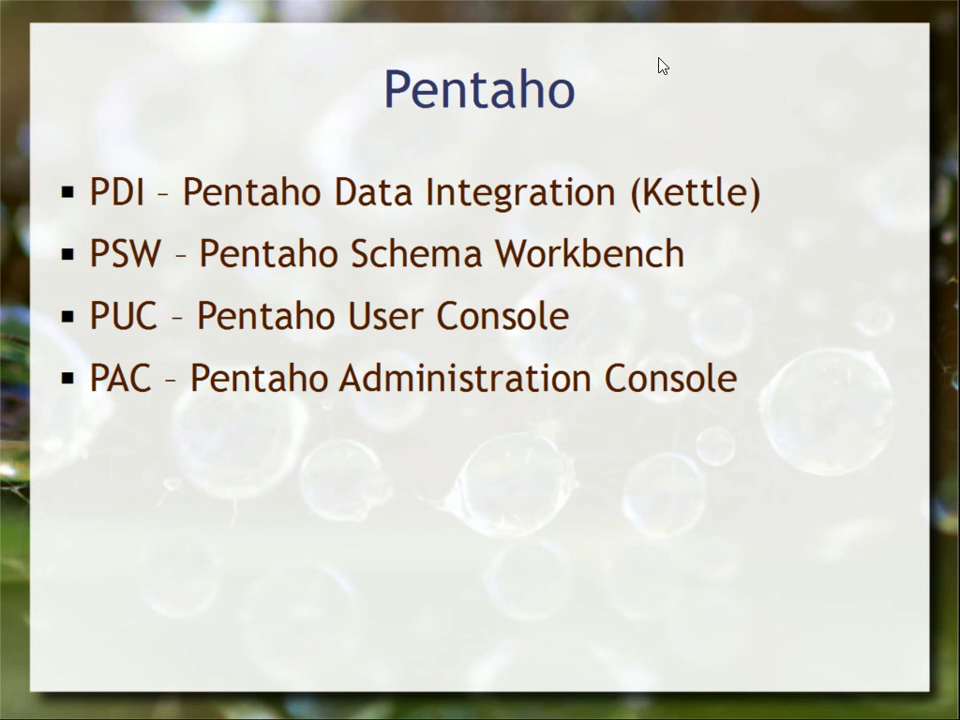 Pentaho
▪ PDI – Pentaho Data Integration (Kettle)
▪ PSW – Pentaho Schema Workbench
▪ PUC – Pentaho User Console
▪ PAC – Pentaho Administration Console